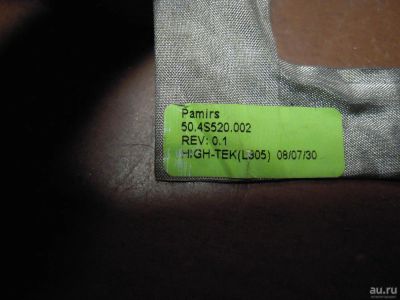 Pamirs
50.4S520.002
REV: 0.1
HIGH-TEK(L305) 08/07/30
au.ru